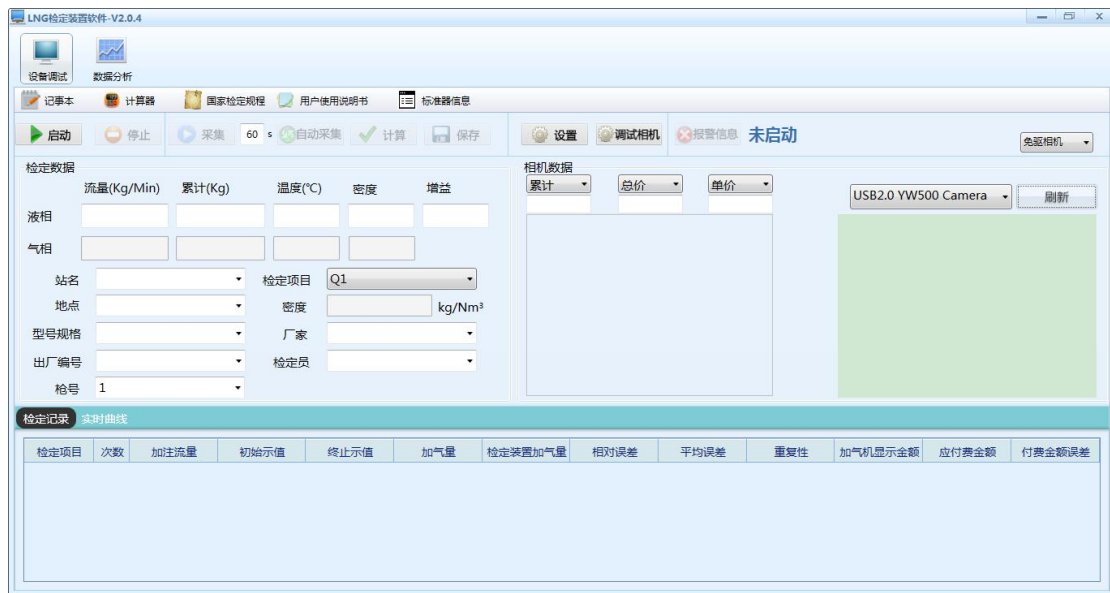 LNG检定装置软件-V2.0.4
设备调试 数据分析
记事本 计算器 国家检定规程 用户使用说明书 标准器信息
启动 停止 采集 60 s 自动采集 计算 保存 设置 调试相机 报警信息 未启动 免驱相机
检定数据 相机数据
流量(Kg/Min) 累计(Kg) 温度(℃) 密度 增益 累计 总价 单价
USB2.0 YW500 Camera 刷新
液相
气相
站名 检定项目 Q1
地点 密度 kg/Nm³
型号规格 厂家
出厂编号 检定员
枪号 1
检定记录 实时曲线
检定项目 次数 加注流量 初始示值 终止示值 加气量 检定装置加气量 相对误差 平均误差 重复性 加气机显示金额 应付费金额 付费金额误差